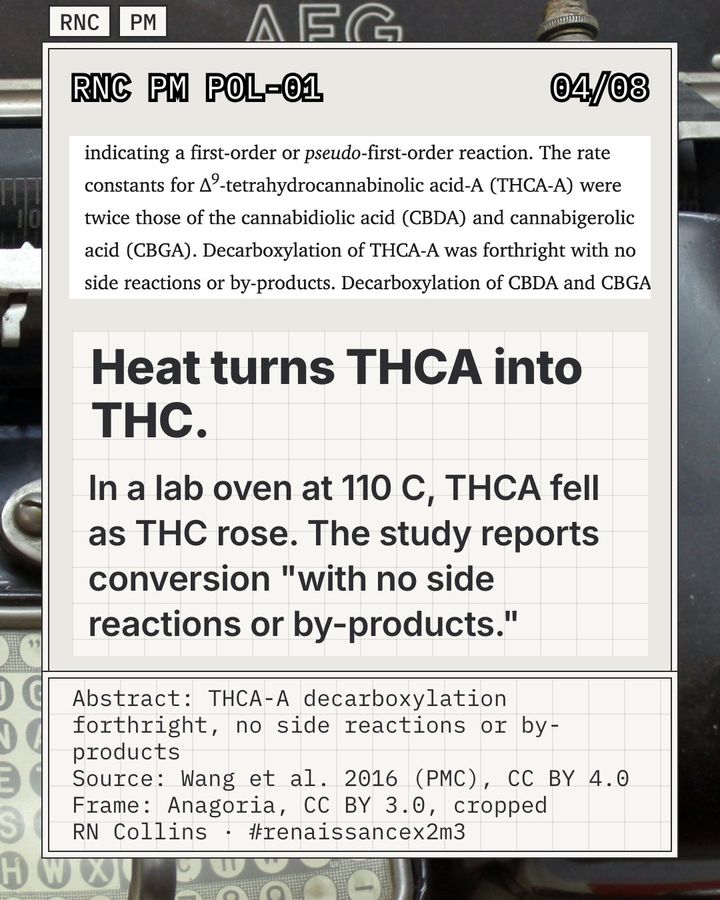 RNC PM
AEG
RNC PM POL-01 04/08
indicating a first-order or pseudo-first-order reaction. The rate
constants for Δ9-tetrahydrocannabinolic acid-A (THCA-A) were
twice those of the cannabidiolic acid (CBDA) and cannabigerolic
acid (CBGA). Decarboxylation of THCA-A was forthright with no
side reactions or by-products. Decarboxylation of CBDA and CBGA
Heat turns THCA into
THC.
In a lab oven at 110 C, THCA fell
as THC rose. The study reports
conversion "with no side
reactions or by-products."
Abstract: THCA-A decarboxylation
forthright, no side reactions or by-
products
Source: Wang et al. 2016 (PMC), CC BY 4.0
Frame: Anagoria, CC BY 3.0, cropped
RN Collins · #renaissancex2m3
H W X